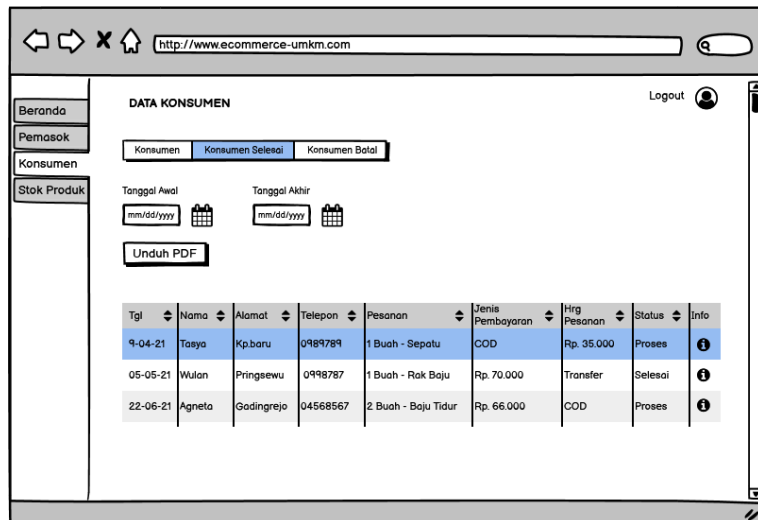 http://www.ecommerce-umkm.com
Logout
DATA KONSUMEN
Beranda
Pemasok
Konsumen
Stok Produk
Konsumen Konsumen Selesai Konsumen Batal
Tanggal Awal Tanggal Akhir
mm/dd/yyyy mm/dd/yyyy
Unduh PDF
Tgl Nama Alamat Telepon Pesanan Jenis Pembayaran Hrg Pesanan Status Info
9-04-21 Tasya Kp.baru 0989789 1 Buah - Sepatu COD Rp. 35.000 Proses
05-05-21 Wulan Pringsewu 0998787 1 Buah - Rak Baju Rp. 70.000 Transfer Selesai
22-06-21 Agneta Gadingrejo 04568567 2 Buah - Baju Tidur Rp. 66.000 COD Proses